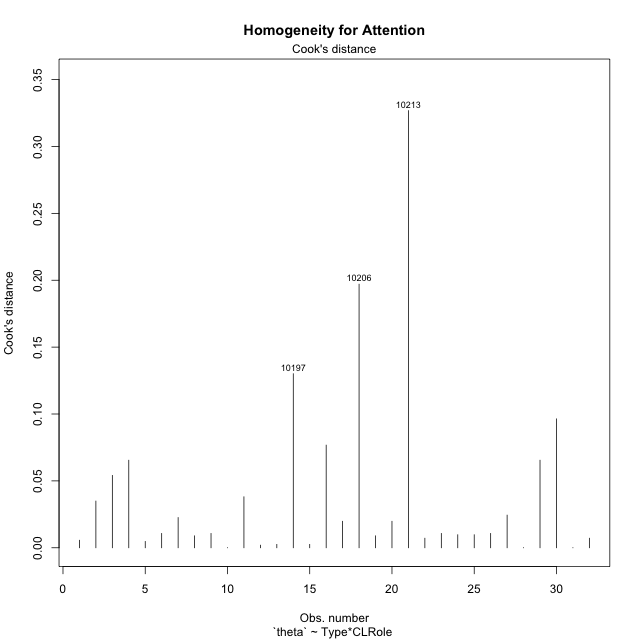 Homogeneity for Attention
Cook's distance
0.35
0.30
0.25
0.20
0.15
0.10
0.05
0.00
Cook's distance
10213
10206
10197
0 5 10 15 20 25 30
Obs. number
`theta` ~ Type*CLRole